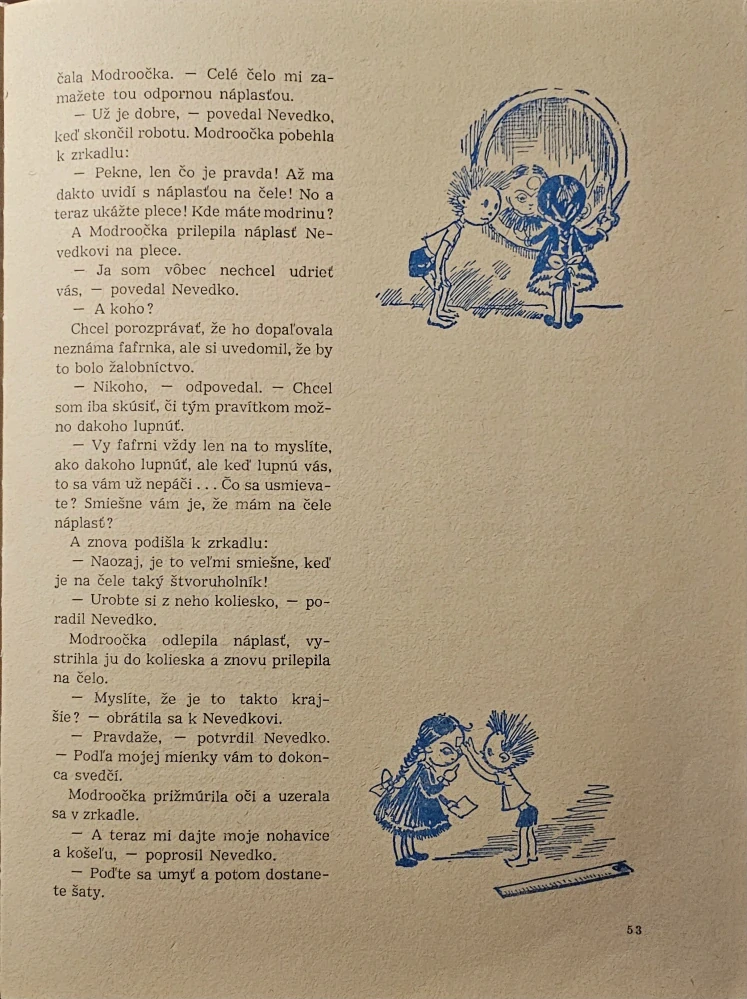 čala Modroočka. — Celé čelo mi za-
mažete tou odpornou náplasťou.
— Už je dobre, — povedal Nevedko,
keď skončil robotu. Modroočka pobehla
k zrkadlu:
— Pekne, len čo je pravda! Až ma
dakto uvidí s náplasťou na čele! No a
teraz ukážte plece! Kde máte modrinu?
A Modroočka prilepila náplasť Ne-
vedkovi na plece.
— Ja som vôbec nechcel udrieť
vás, — povedal Nevedko.
— A koho?
Chcel porozprávať, že ho dopaľovala
neznáma fafrnka, ale si uvedomil, že by
to bolo žalobníctvo.
— Nikoho, — odpovedal. — Chcel
som iba skúsiť, či tým pravítkom mož-
no dakoho lupnúť.
— Vy fafrni vždy len na to myslíte,
ako dakoho lupnúť, ale keď lupnú vás,
to sa vám už nepáči... Čo sa usmieva-
te? Smiešne vám je, že mám na čele
náplasť?
A znova podišla k zrkadlu:
— Naozaj, je to veľmi smiešne, keď
je na čele taký štvoruholník!
— Urobte si z neho koliesko, — po-
radil Nevedko.
Modroočka odlepila náplasť, vy-
strihla ju do kolieska a znovu prilepila
na čelo.
— Myslíte, že je to takto kraj-
šie? — obrátila sa k Nevedkovi.
— Pravdaže, — potvrdil Nevedko.
— Podľa mojej mienky vám to dokon-
ca svedčí.
Modroočka prižmúrila oči a uzerala
sa v zrkadle.
— A teraz mi dajte moje nohavice
a košeľu, — poprosil Nevedko.
— Poďte sa umyť a potom dostane-
te šaty.
53